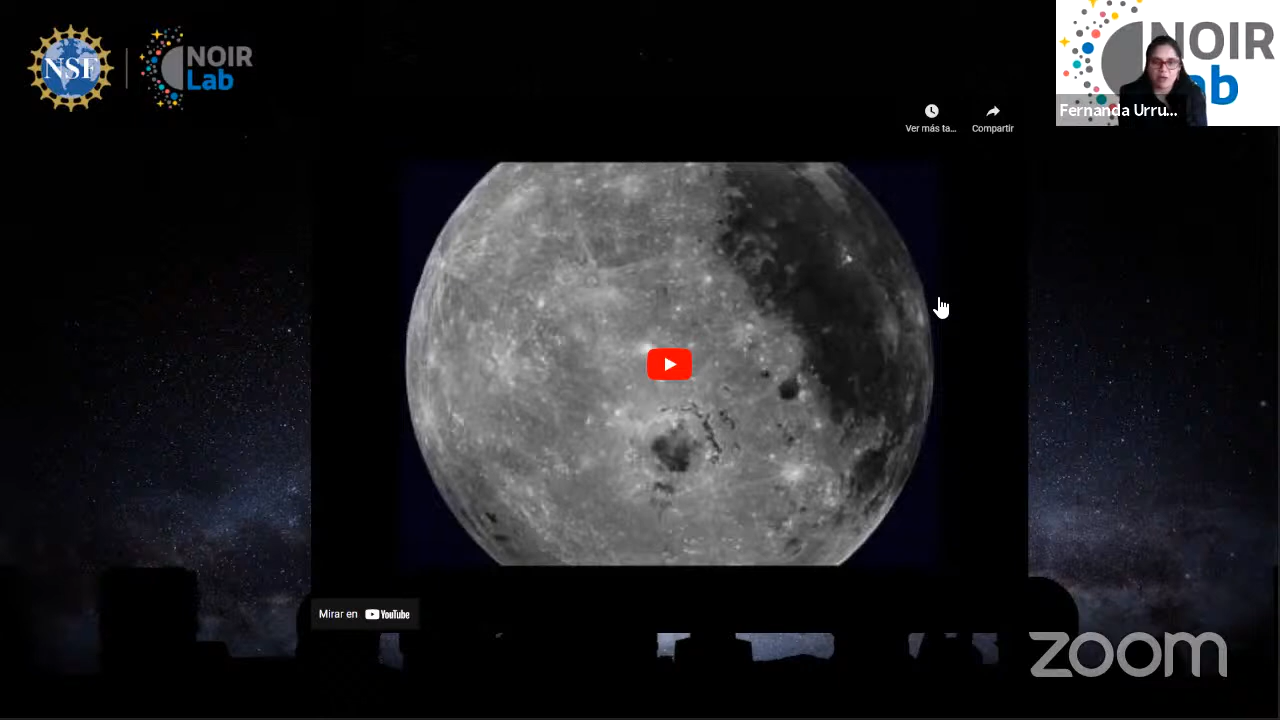 NSF
NOIR
Lab
NOIR
ab
Fernanda Urru...
Ver más ta...
Compartir
Mirar en YouTube
zoom